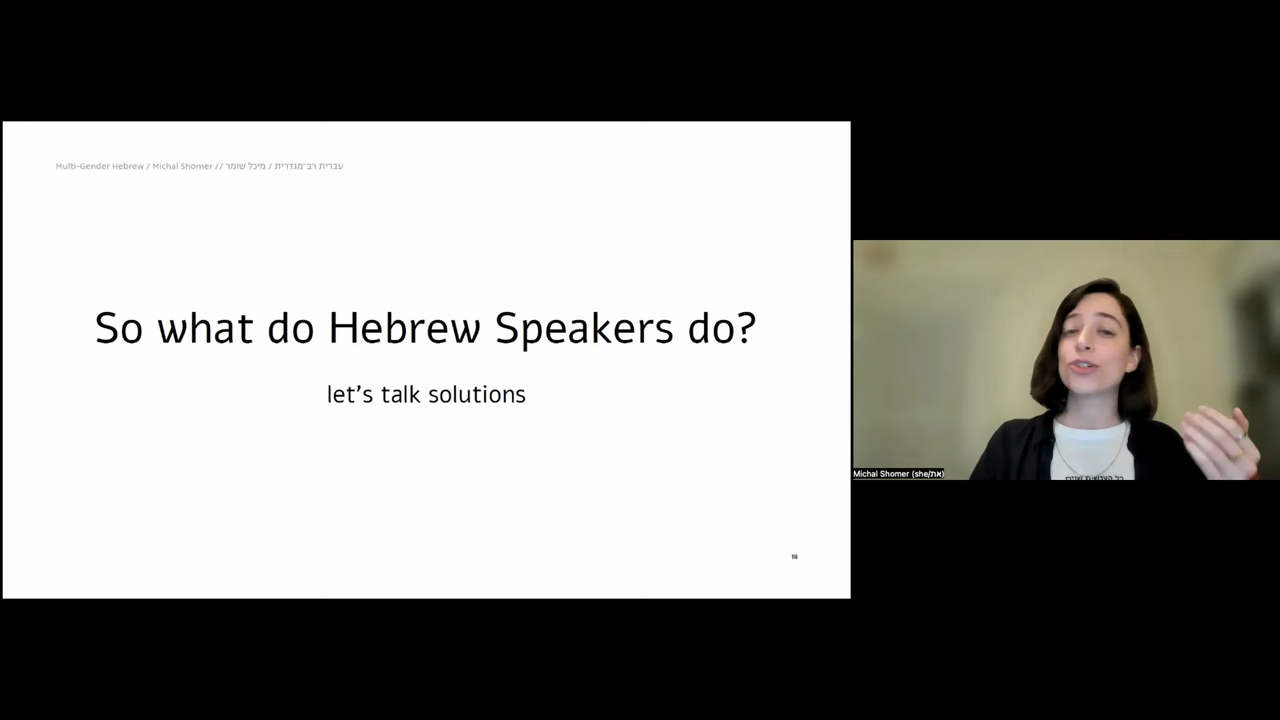 Multi-Gender Hebrew / Michal Shomer // עברית רב־מגדרית / מיכל שומר
So what do Hebrew Speakers do?
let's talk solutions
18
Michal Shomer (she/את)